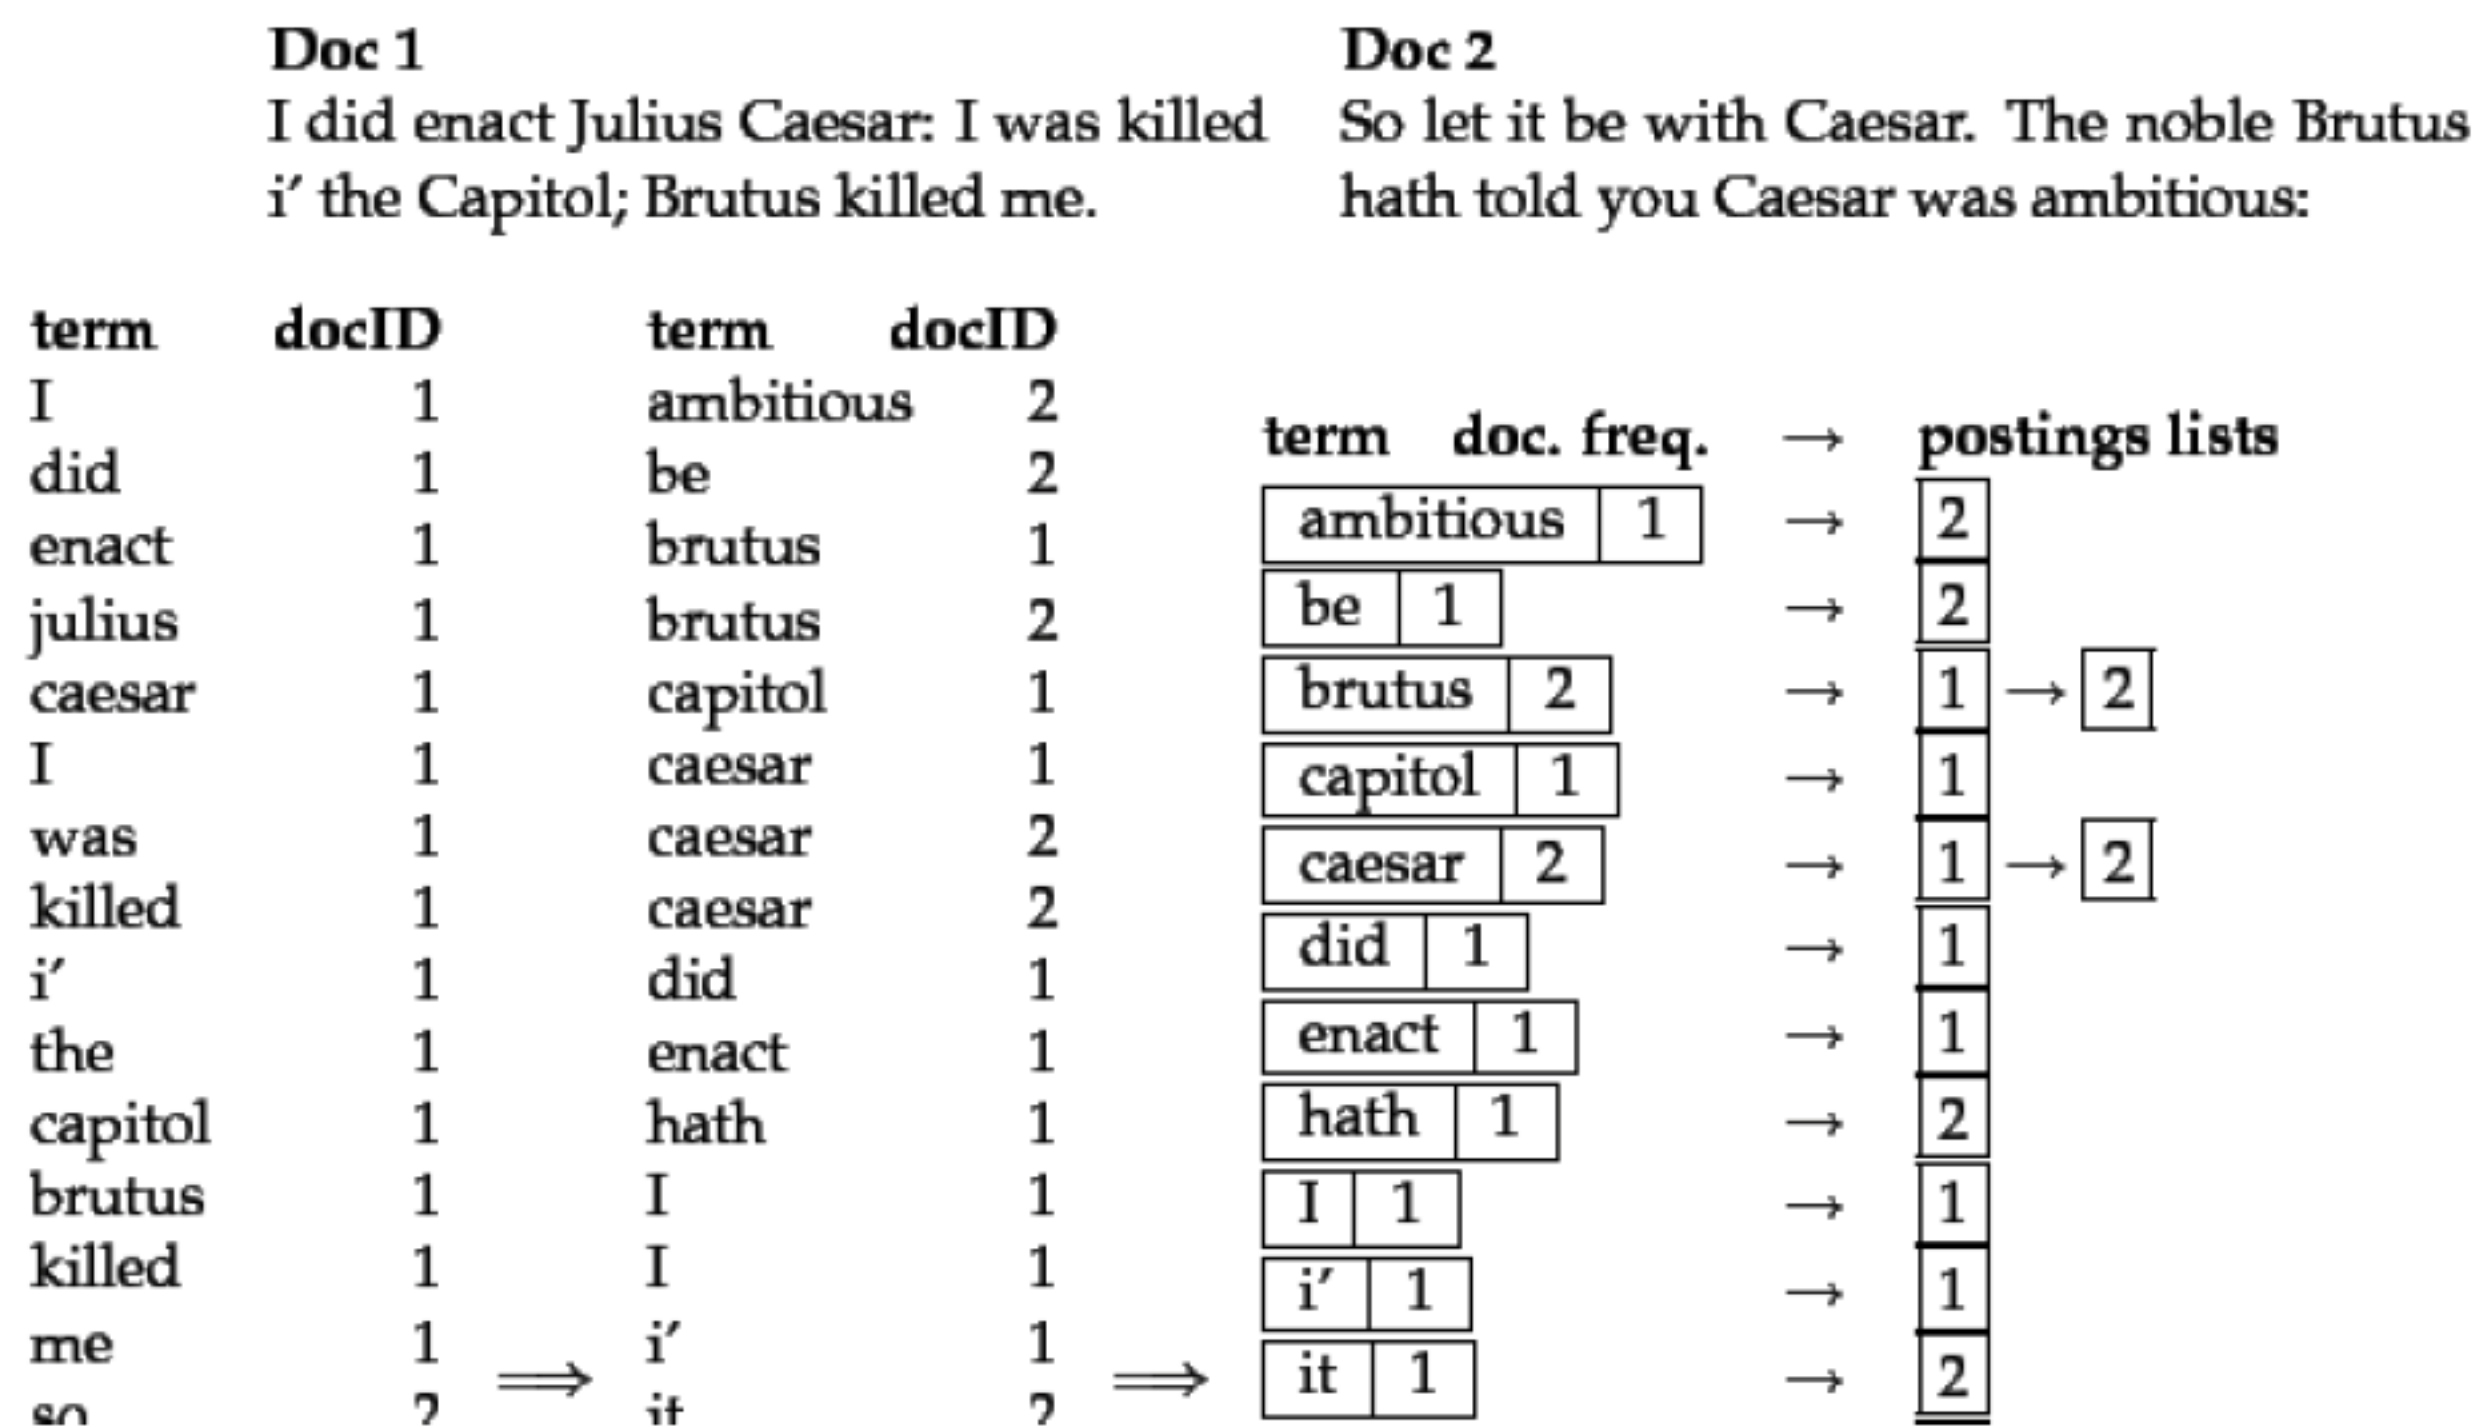 Doc 1
I did enact Julius Caesar: I was killed
i′ the Capitol; Brutus killed me.
Doc 2
So let it be with Caesar. The noble Brutus
hath told you Caesar was ambitious:
term docID
I 1
did 1
enact 1
julius 1
caesar 1
I 1
was 1
killed 1
i′ 1
the 1
capitol 1
brutus 1
killed 1
me 1
so 2
⟹
term docID
ambitious 2
be 2
brutus 1
brutus 2
capitol 1
caesar 1
caesar 2
caesar 2
did 1
enact 1
hath 1
I 1
I 1
i′ 1
it 2
⟹
term doc. freq. → postings lists
ambitious 1 → 2
be 1 → 2
brutus 2 → 1 → 2
capitol 1 → 1
caesar 2 → 1 → 2
did 1 → 1
enact 1 → 1
hath 1 → 2
I 1 → 1
i′ 1 → 1
it 1 → 2